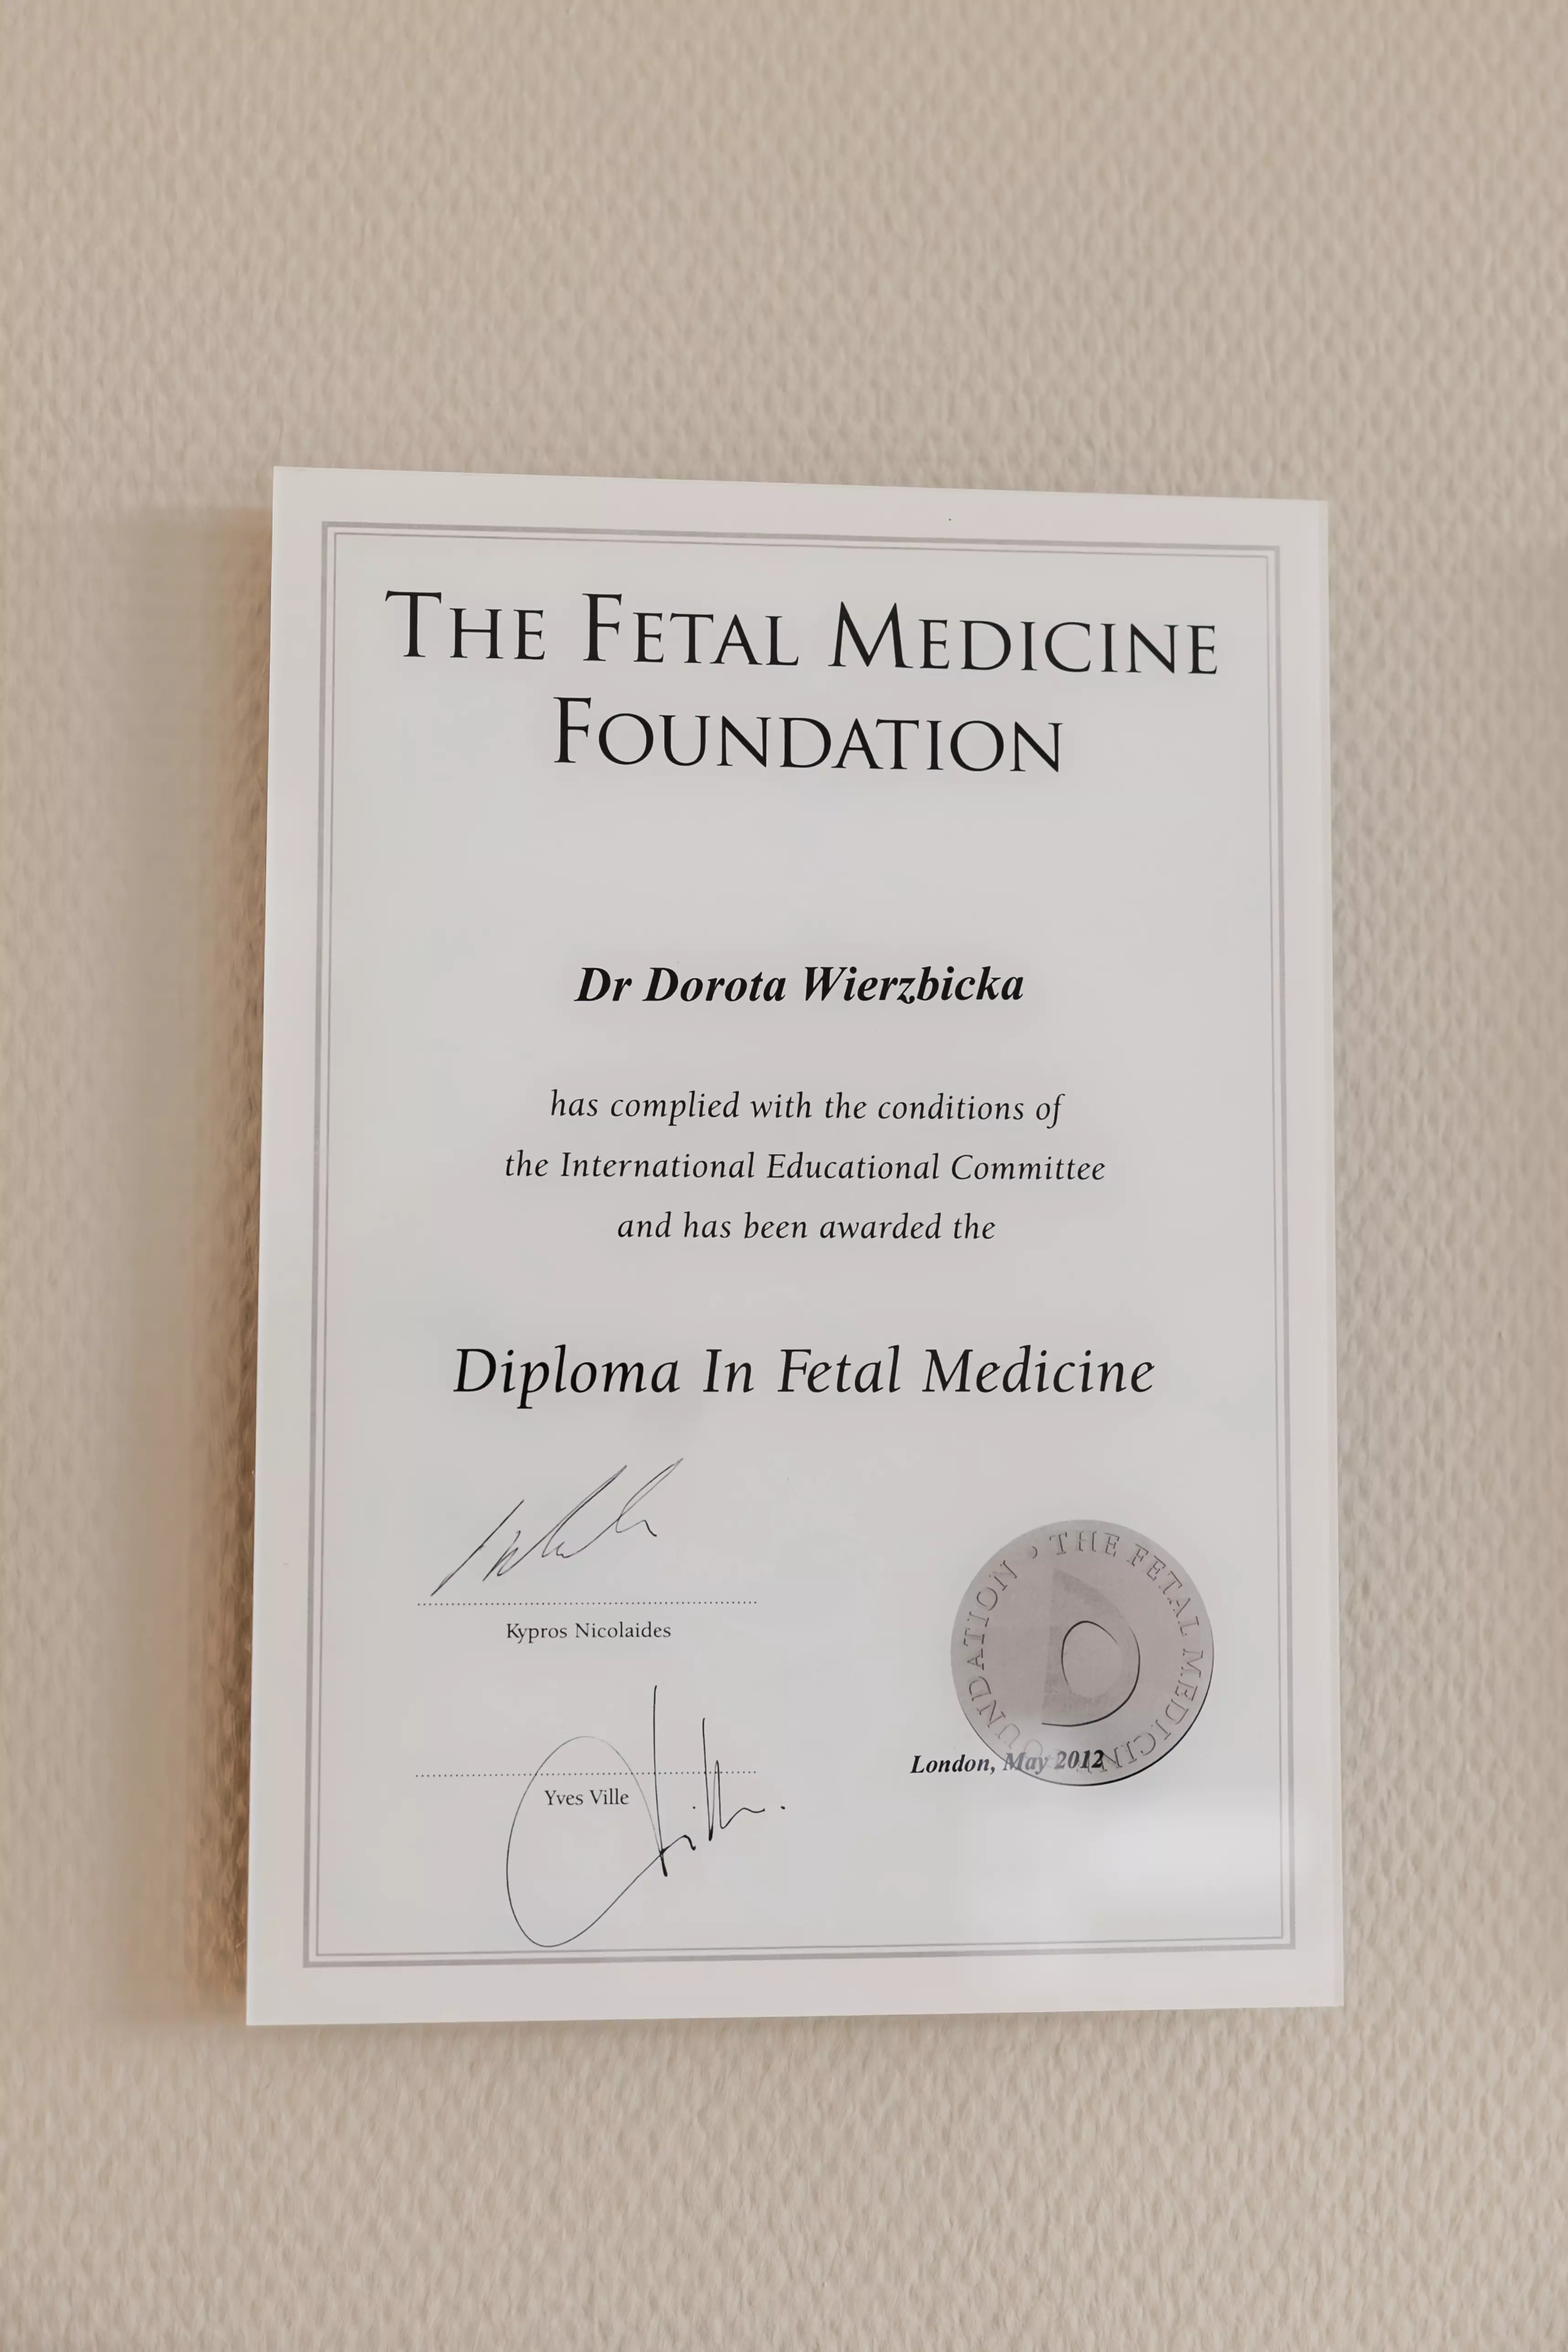 THE FETAL MEDICINE
FOUNDATION
Dr Dorota Wierzbicka
has complied with the conditions of
the International Educational Committee
and has been awarded the
Diploma In Fetal Medicine
Kypros Nicolaides
Yves Ville
THE FETAL MEDICINE FOUNDATION
London, May 2012